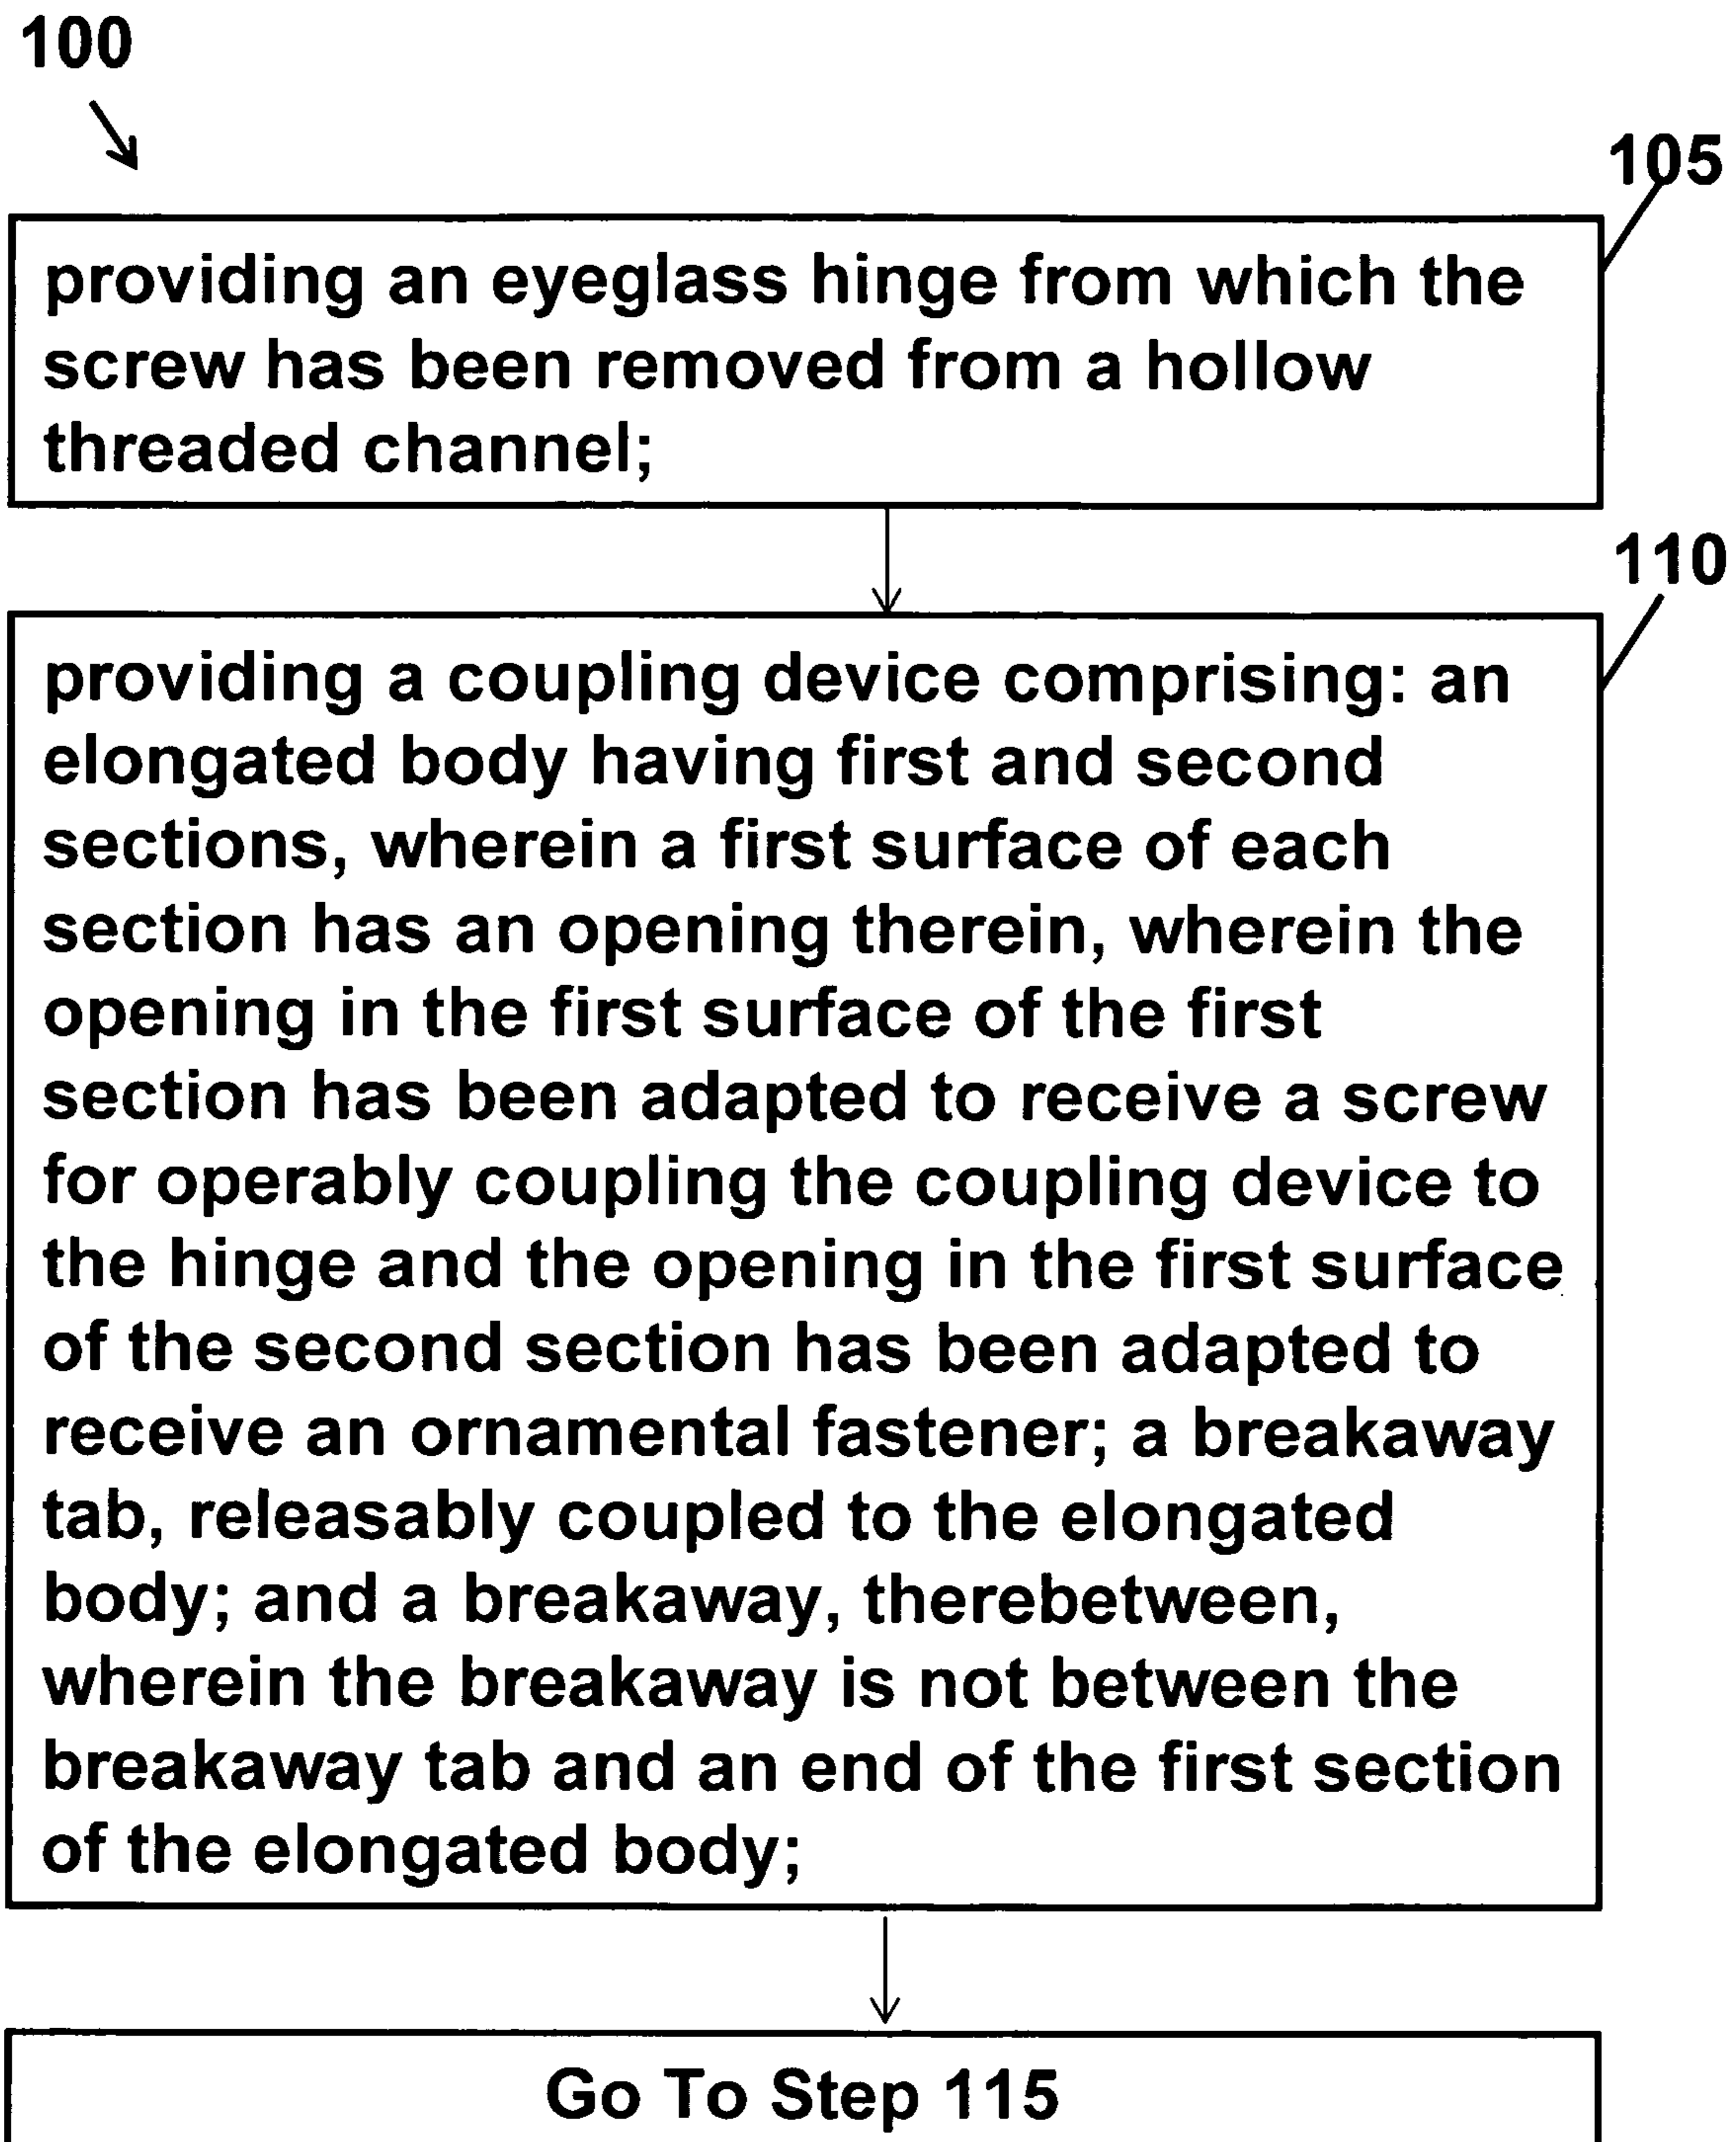 100
105
providing an eyeglass hinge from which the
screw has been removed from a hollow
threaded channel;
110
providing a coupling device comprising: an
elongated body having first and second
sections, wherein a first surface of each
section has an opening therein, wherein the
opening in the first surface of the first
section has been adapted to receive a screw
for operably coupling the coupling device to
the hinge and the opening in the first surface
of the second section has been adapted to
receive an ornamental fastener; a breakaway
tab, releasably coupled to the elongated
body; and a breakaway, therebetween,
wherein the breakaway is not between the
breakaway tab and an end of the first section
of the elongated body;
Go To Step 115